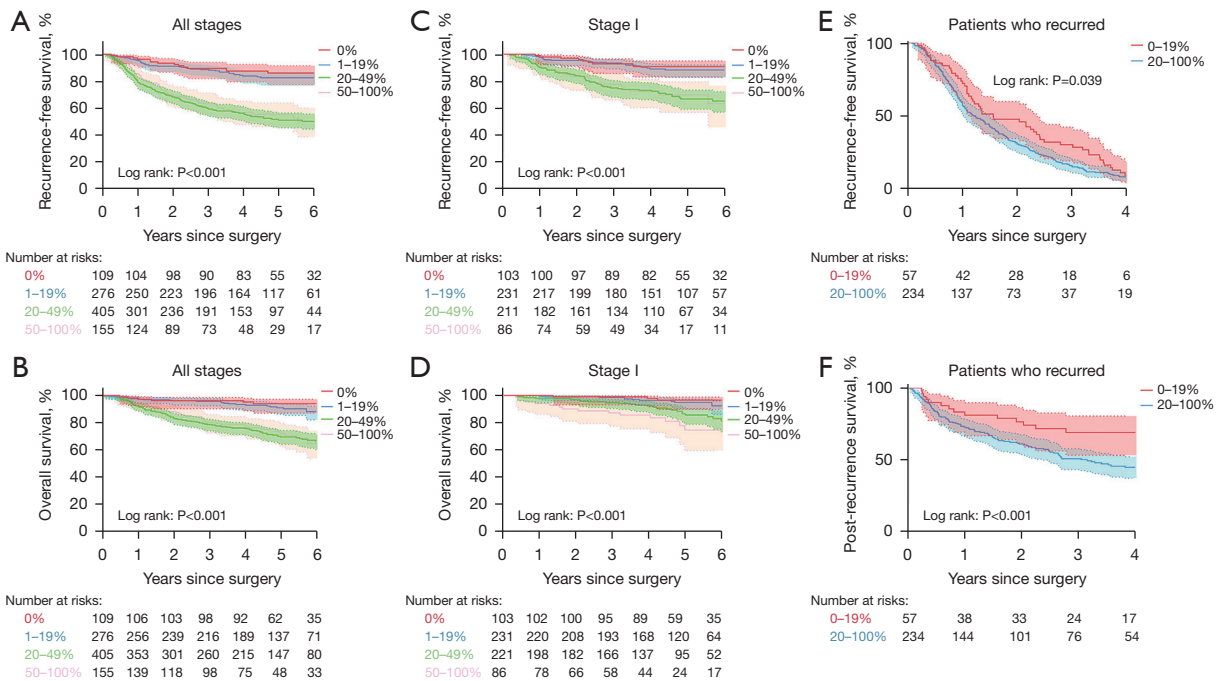 A
All stages
Recurrence-free survival, %
100
80
60
40
20
0
0%
1–19%
20–49%
50–100%
Log rank: P<0.001
0 1 2 3 4 5 6
Years since surgery
Number at risks:
0% 109 104 98 90 83 55 32
1–19% 276 250 223 196 164 117 61
20–49% 405 301 236 191 153 97 44
50–100% 155 124 89 73 48 29 17
C
Stage I
Recurrence-free survival, %
100
80
60
40
20
0
0%
1–19%
20–49%
50–100%
Log rank: P<0.001
0 1 2 3 4 5 6
Years since surgery
Number at risks:
0% 103 100 97 89 82 55 32
1–19% 231 217 199 180 151 107 57
20–49% 211 182 161 134 110 67 34
50–100% 86 74 59 49 34 17 11
E
Patients who recurred
Recurrence-free survival, %
100
50
0
0–19%
20–100%
Log rank: P=0.039
0 1 2 3 4
Years since surgery
Number at risks:
0–19% 57 42 28 18 6
20–100% 234 137 73 37 19
B
All stages
Overall survival, %
100
80
60
40
20
0
0%
1–19%
20–49%
50–100%
Log rank: P<0.001
0 1 2 3 4 5 6
Years since surgery
Number at risks:
0% 109 106 103 98 92 62 35
1–19% 276 256 239 216 189 137 71
20–49% 405 353 301 260 215 147 80
50–100% 155 139 118 98 75 48 33
D
Stage I
Overall survival, %
100
80
60
40
20
0
0%
1–19%
20–49%
50–100%
Log rank: P<0.001
0 1 2 3 4 5 6
Years since surgery
Number at risks:
0% 103 102 100 95 89 59 35
1–19% 231 220 208 193 168 120 64
20–49% 221 198 182 166 137 95 52
50–100% 86 78 66 58 44 24 17
F
Patients who recurred
Post-recurrence survival, %
100
50
0
0–19%
20–100%
Log rank: P<0.001
0 1 2 3 4
Years since surgery
Number at risks:
0–19% 57 38 33 24 17
20–100% 234 144 101 76 54